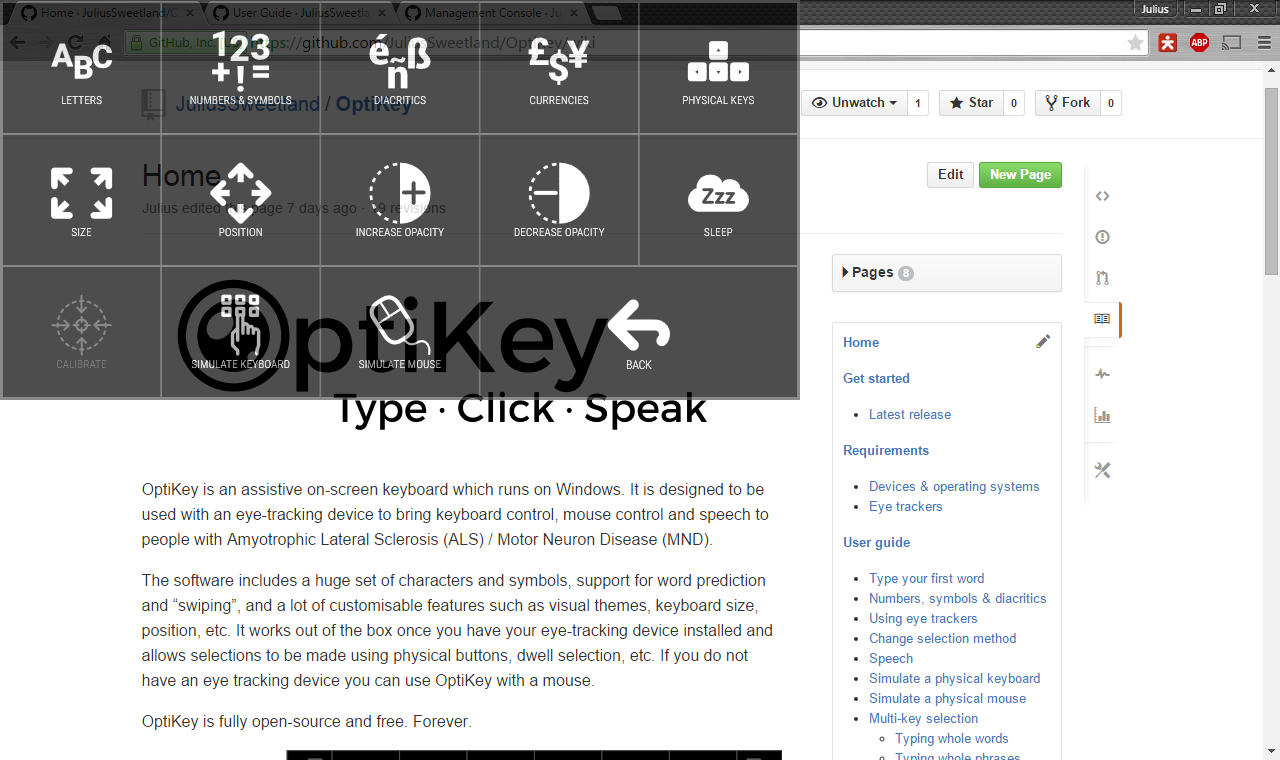 Home · JuliusSweetland/O
User Guide · JuliusSweetla
Management Console · J
Julius
GitHub, Inc. [US]
https://github.com/JuliusSweetland/OptiKey/wiki
ABP
ABC
LETTERS
123
+!=
NUMBERS & SYMBOLS
éñß
DIACRITICS
£$¥
CURRENCIES
PHYSICAL KEYS
JuliusSweetland / OptiKey
Unwatch
1
Star
0
Fork
0
SIZE
POSITION
INCREASE OPACITY
DECREASE OPACITY
Zzz
SLEEP
Home
Julius edited this page 7 days ago · 19 revisions
Edit
New Page
CALIBRATE
SIMULATE KEYBOARD
SIMULATE MOUSE
BACK
OptiKey
Type · Click · Speak
OptiKey is an assistive on-screen keyboard which runs on Windows. It is designed to be
used with an eye-tracking device to bring keyboard control, mouse control and speech to
people with Amyotrophic Lateral Sclerosis (ALS) / Motor Neuron Disease (MND).
The software includes a huge set of characters and symbols, support for word prediction
and “swiping”, and a lot of customisable features such as visual themes, keyboard size,
position, etc. It works out of the box once you have your eye-tracking device installed and
allows selections to be made using physical buttons, dwell selection, etc. If you do not
have an eye tracking device you can use OptiKey with a mouse.
OptiKey is fully open-source and free. Forever.
Pages 8
Home
Get started
Latest release
Requirements
Devices & operating systems
Eye trackers
User guide
Type your first word
Numbers, symbols & diacritics
Using eye trackers
Change selection method
Speech
Simulate a physical keyboard
Simulate a physical mouse
Multi-key selection
Typing whole words
Typing whole phrases